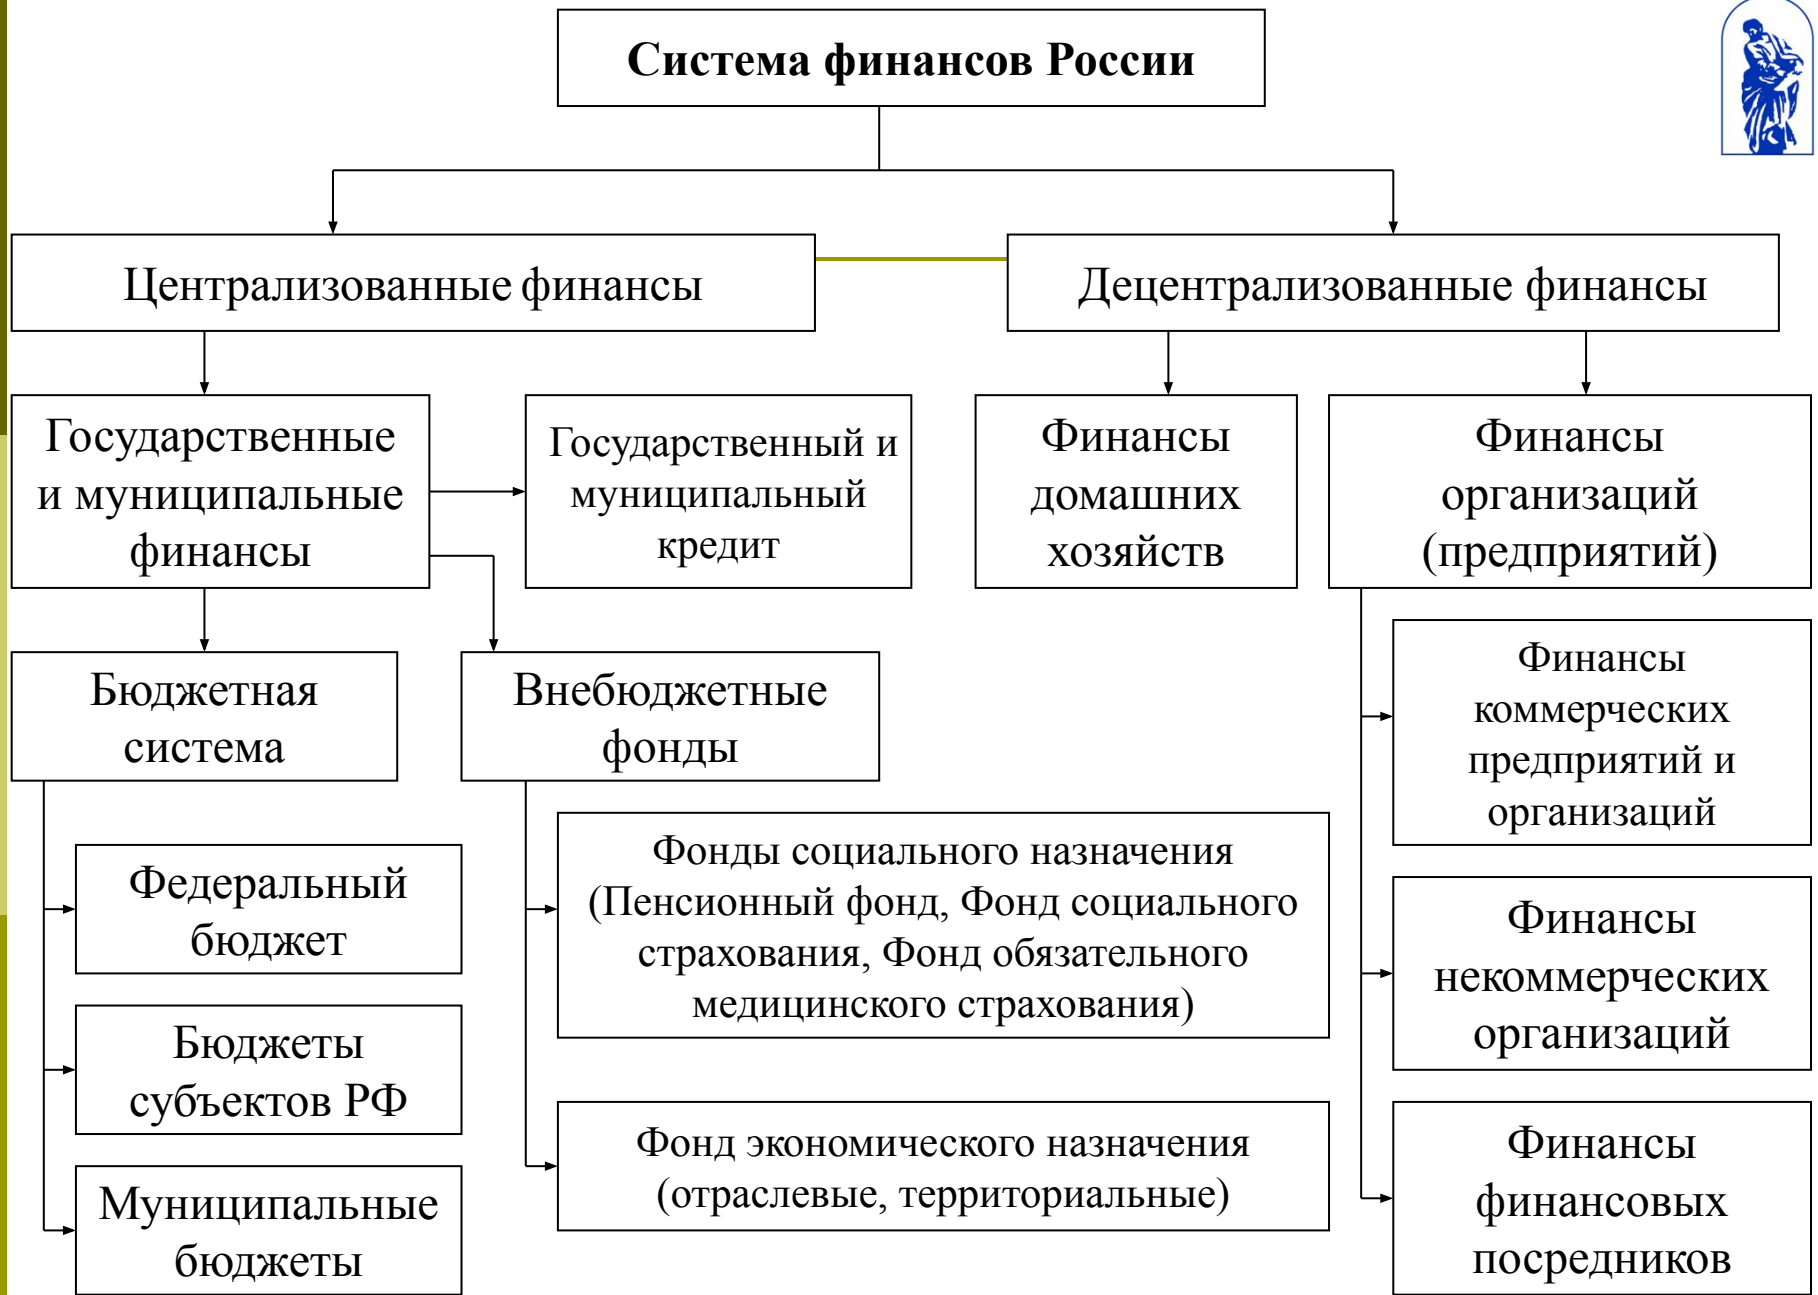 Система финансов России
Централизованные финансы
Децентрализованные финансы
Государственные
и муниципальные
финансы
Государственный и
муниципальный
кредит
Финансы
домашних
хозяйств
Финансы
организаций
(предприятий)
Бюджетная
система
Внебюджетные
фонды
Финансы
коммерческих
предприятий и
организаций
Федеральный
бюджет
Фонды социального назначения
(Пенсионный фонд, Фонд социального
страхования, Фонд обязательного
медицинского страхования)
Финансы
некоммерческих
организаций
Бюджеты
субъектов РФ
Фонд экономического назначения
(отраслевые, территориальные)
Финансы
финансовых
посредников
Муниципальные
бюджеты